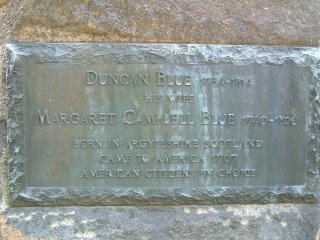 DUNCAN BLUE 1734-1814
HIS WIFE
MARGARET CAMPBELL BLUE 1740-1820
BORN IN ARGYLLSHIRE, SCOTLAND
CAME TO AMERICA 1767
AMERICAN CITIZENS BY CHOICE